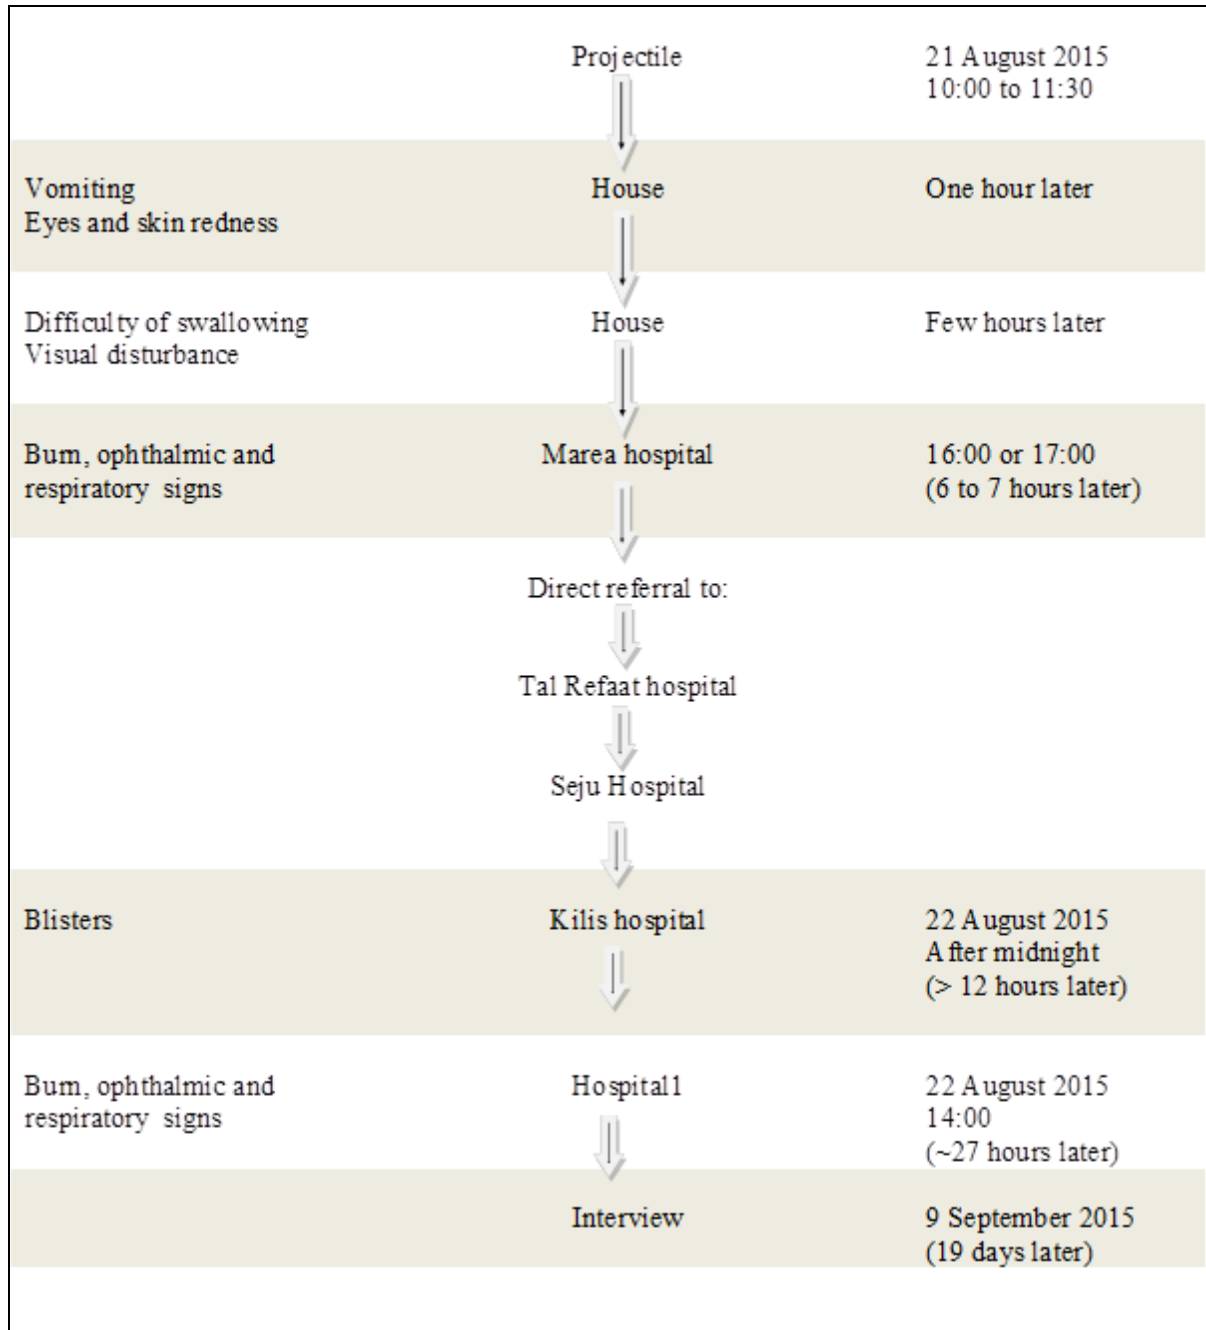 Projectile
21 August 2015
10:00 to 11:30
Vomiting
Eyes and skin redness
House
One hour later
Difficulty of swallowing
Visual disturbance
House
Few hours later
Burn, ophthalmic and
respiratory signs
Marea hospital
16:00 or 17:00
(6 to 7 hours later)
Direct referral to:
Tal Refaat hospital
Seju Hospital
Blisters
Kilis hospital
22 August 2015
After midnight
(> 12 hours later)
Burn, ophthalmic and
respiratory signs
Hospital1
22 August 2015
14:00
(~27 hours later)
Interview
9 September 2015
(19 days later)